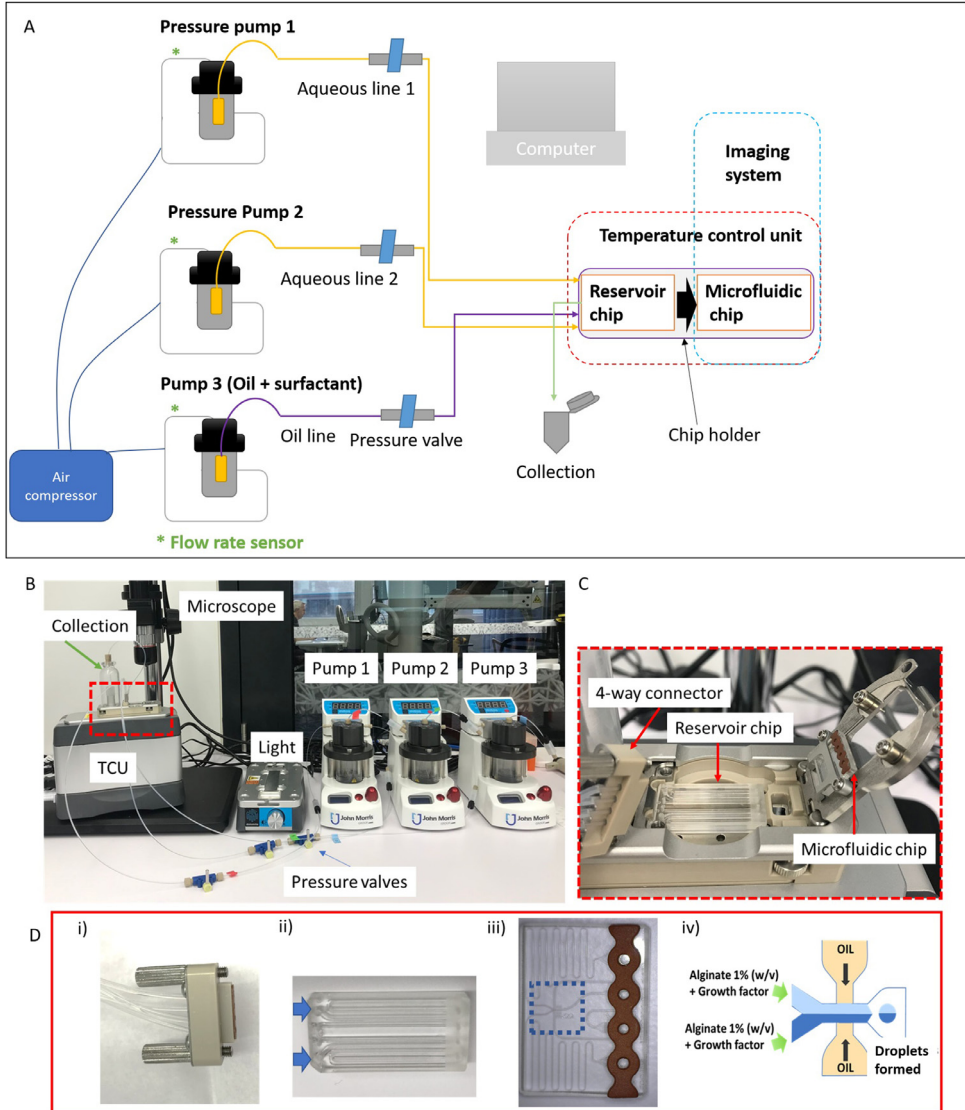 A
Pressure pump 1
*
Aqueous line 1
Computer
Imaging
system
Pressure Pump 2
*
Aqueous line 2
Temperature control unit
Reservoir
chip
Microfluidic
chip
Pump 3 (Oil + surfactant)
*
Oil line
Pressure valve
Chip holder
Collection
Air
compressor
* Flow rate sensor
B
Microscope
Collection
Pump 1
Pump 2
Pump 3
TCU
Light
John Morris
John Morris
Pressure valves
C
4-way connector
Reservoir chip
Microfluidic chip
D
i)
ii)
iii)
iv)
OIL
Alginate 1% (w/v)
+ Growth factor
Alginate 1% (w/v)
+ Growth factor
OIL
Droplets
formed